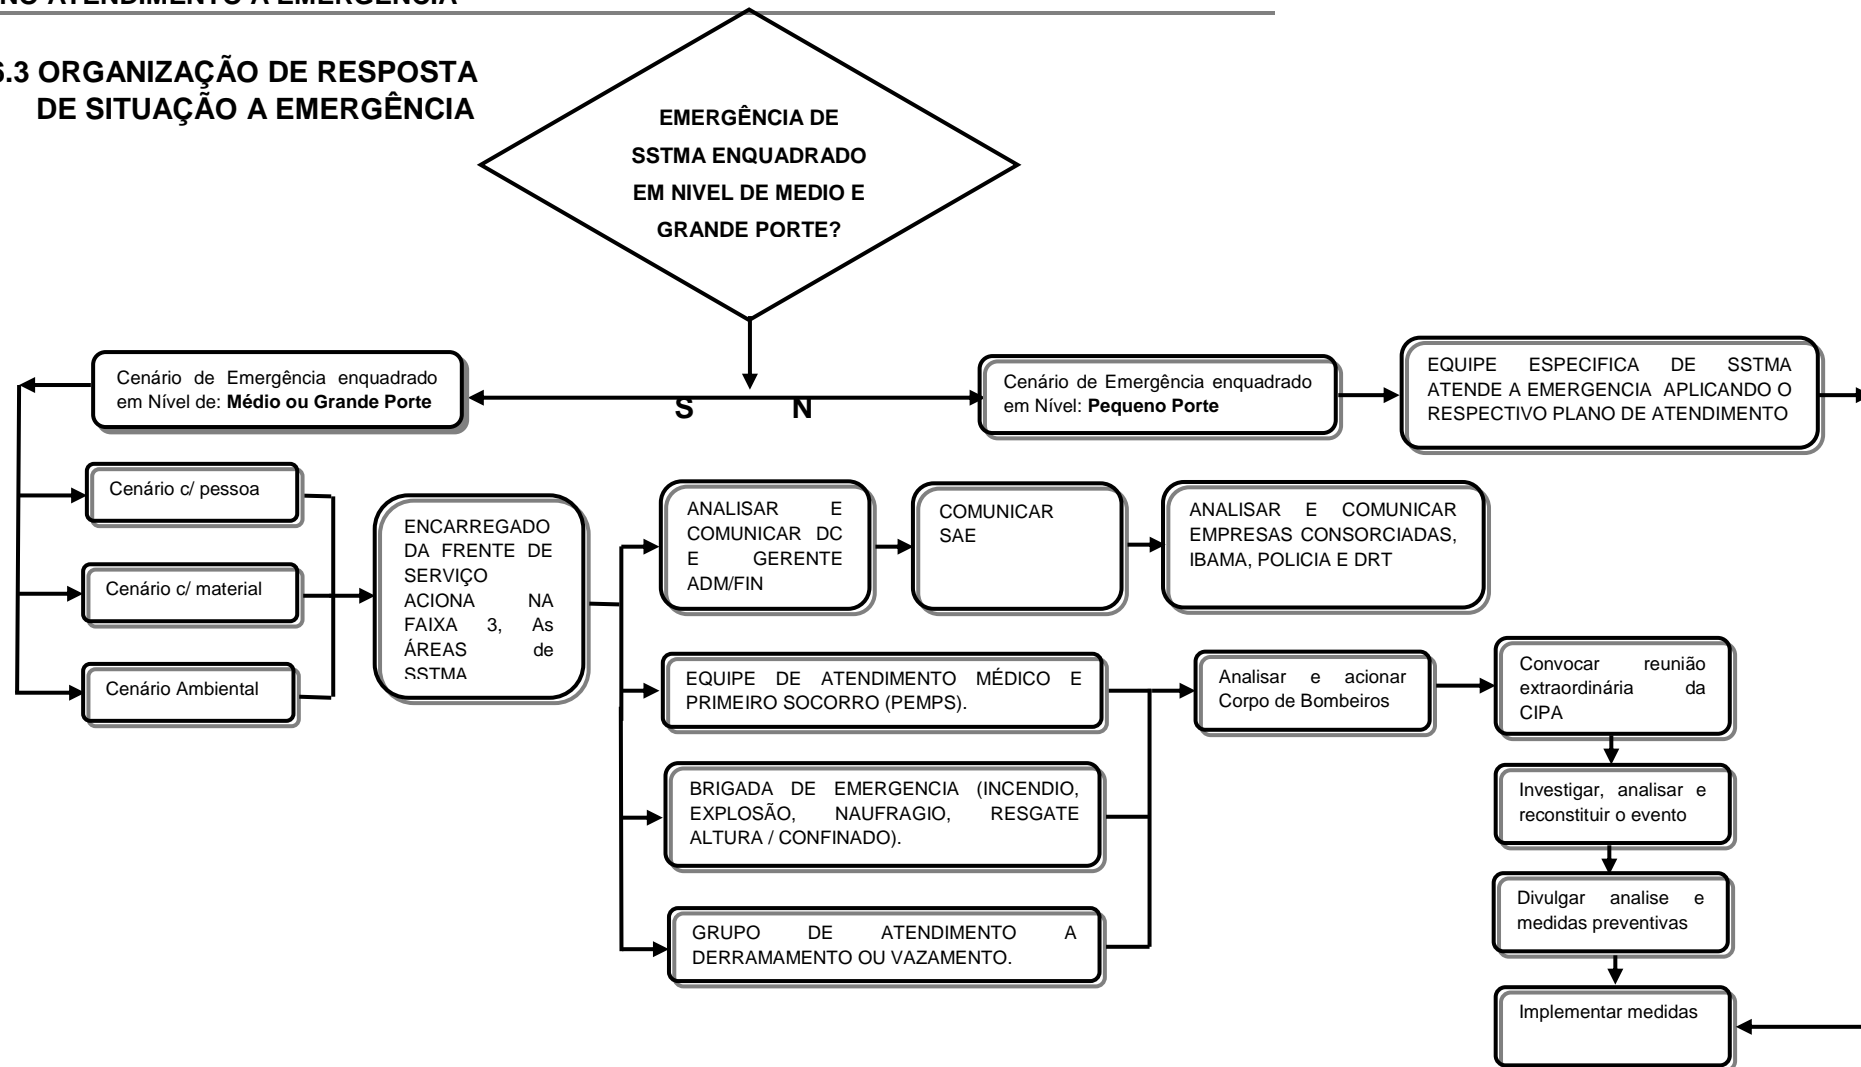 NO ATENDIMENTO A EMERGÊNCIA
6.3 ORGANIZAÇÃO DE RESPOSTA
DE SITUAÇÃO A EMERGÊNCIA
EMERGÊNCIA DE
SSTMA ENQUADRADO
EM NIVEL DE MEDIO E
GRANDE PORTE?
Cenário de Emergência enquadrado
em Nível de: Médio ou Grande Porte
S N
Cenário de Emergência enquadrado
em Nível: Pequeno Porte
EQUIPE ESPECIFICA DE SSTMA
ATENDE A EMERGENCIA APLICANDO O
RESPECTIVO PLANO DE ATENDIMENTO
Cenário c/ pessoa
Cenário c/ material
Cenário Ambiental
ENCARREGADO
DA FRENTE DE
SERVIÇO
ACIONA NA
FAIXA 3, As
ÁREAS de
SSTMA
ANALISAR E
COMUNICAR DC
E GERENTE
ADM/FIN
COMUNICAR
SAE
ANALISAR E COMUNICAR
EMPRESAS CONSORCIADAS,
IBAMA, POLICIA E DRT
EQUIPE DE ATENDIMENTO MÉDICO E
PRIMEIRO SOCORRO (PEMPS).
BRIGADA DE EMERGENCIA (INCENDIO,
EXPLOSÃO, NAUFRAGIO, RESGATE
ALTURA / CONFINADO).
GRUPO DE ATENDIMENTO A
DERRAMAMENTO OU VAZAMENTO.
Analisar e acionar
Corpo de Bombeiros
Convocar reunião
extraordinária da
CIPA
Investigar, analisar e
reconstituir o evento
Divulgar analise e
medidas preventivas
Implementar medidas